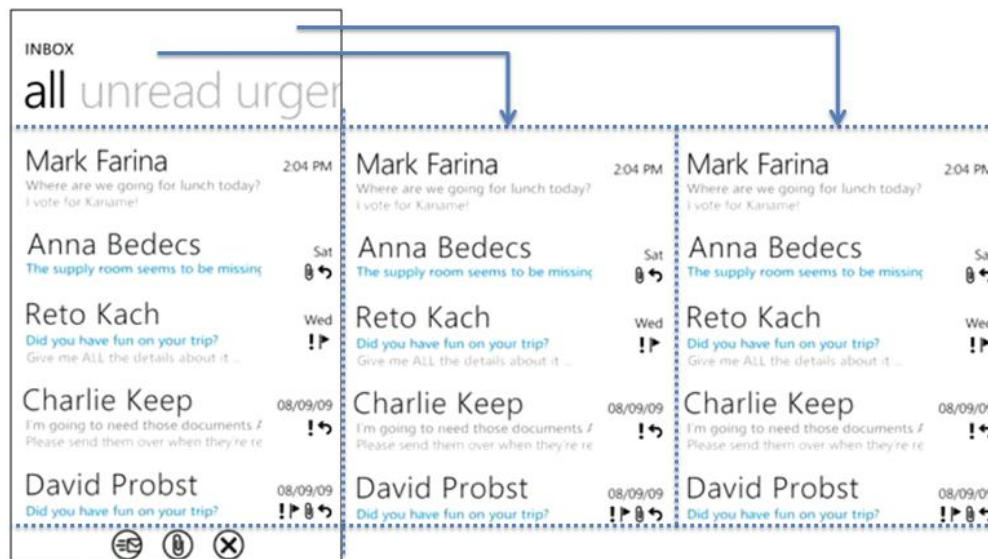 INBOX
all unread urger
Mark Farina 2:04 PM
Where are we going for lunch today?
I vote for Kaname!
Anna Bedecs Sat
The supply room seems to be missing
Reto Kach Wed
Did you have fun on your trip?
Give me ALL the details about it ...
Charlie Keep 08/09/09
I'm going to need those documents A
Please send them over when they're re
David Probst 08/09/09
Did you have fun on your trip?
Mark Farina 2:04 PM
Where are we going for lunch today?
I vote for Kaname!
Anna Bedecs Sat
The supply room seems to be missing
Reto Kach Wed
Did you have fun on your trip?
Give me ALL the details about it ...
Charlie Keep 08/09/09
I'm going to need those documents A
Please send them over when they're re
David Probst 08/09/09
Did you have fun on your trip?
Mark Farina 2:04 PM
Where are we going for lunch today?
I vote for Kaname!
Anna Bedecs Sat
The supply room seems to be missing
Reto Kach Wed
Did you have fun on your trip?
Give me ALL the details about it ...
Charlie Keep 08/09/09
I'm going to need those documents A
Please send them over when they're re
David Probst 08/09/09
Did you have fun on your trip?